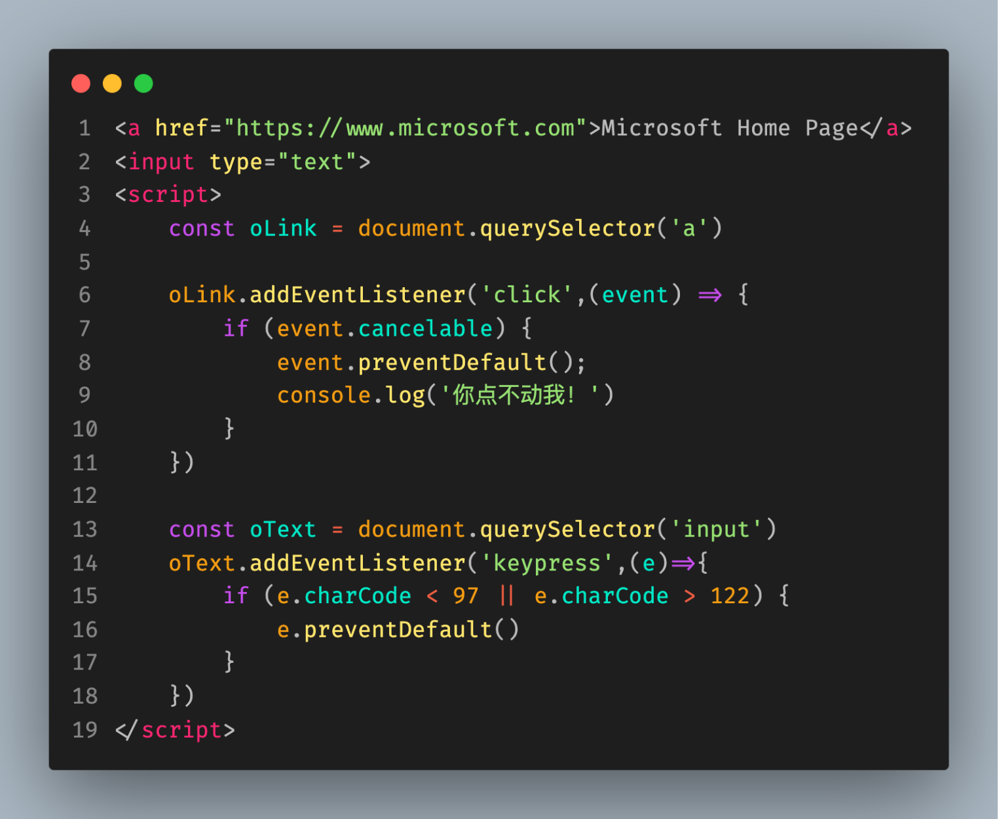 1 <a href="https://www.microsoft.com">Microsoft Home Page</a>
2 <input type="text">
3 <script>
4     const oLink = document.querySelector('a')
5
6     oLink.addEventListener('click',(event) => {
7         if (event.cancelable) {
8             event.preventDefault();
9             console.log('你点不动我！')
10         }
11     })
12
13     const oText = document.querySelector('input')
14     oText.addEventListener('keypress',(e)=>{
15         if (e.charCode < 97 || e.charCode > 122) {
16             e.preventDefault()
17         }
18     })
19 </script>